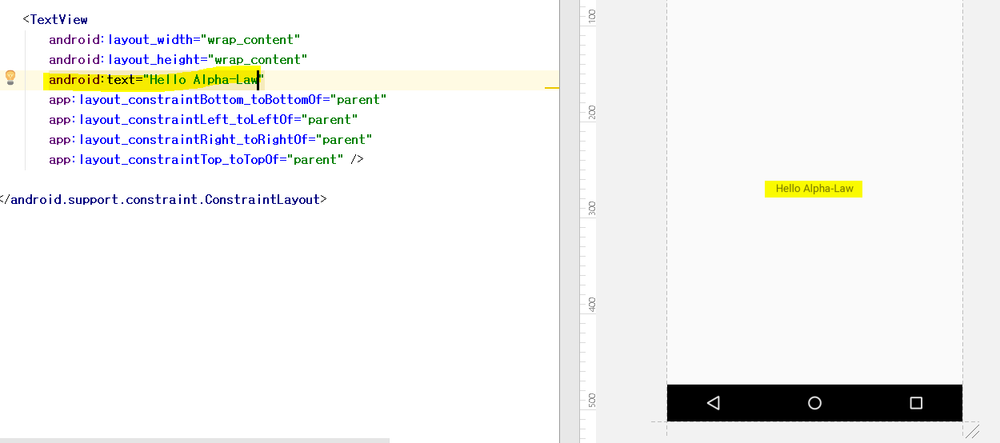 <TextView
android:layout_width="wrap_content"
android:layout_height="wrap_content"
android:text="Hello Alpha-Law"
app:layout_constraintBottom_toBottomOf="parent"
app:layout_constraintLeft_toLeftOf="parent"
app:layout_constraintRight_toRightOf="parent"
app:layout_constraintTop_toTopOf="parent" />
</android.support.constraint.ConstraintLayout>
100
200
300
400
500
Hello Alpha-Law